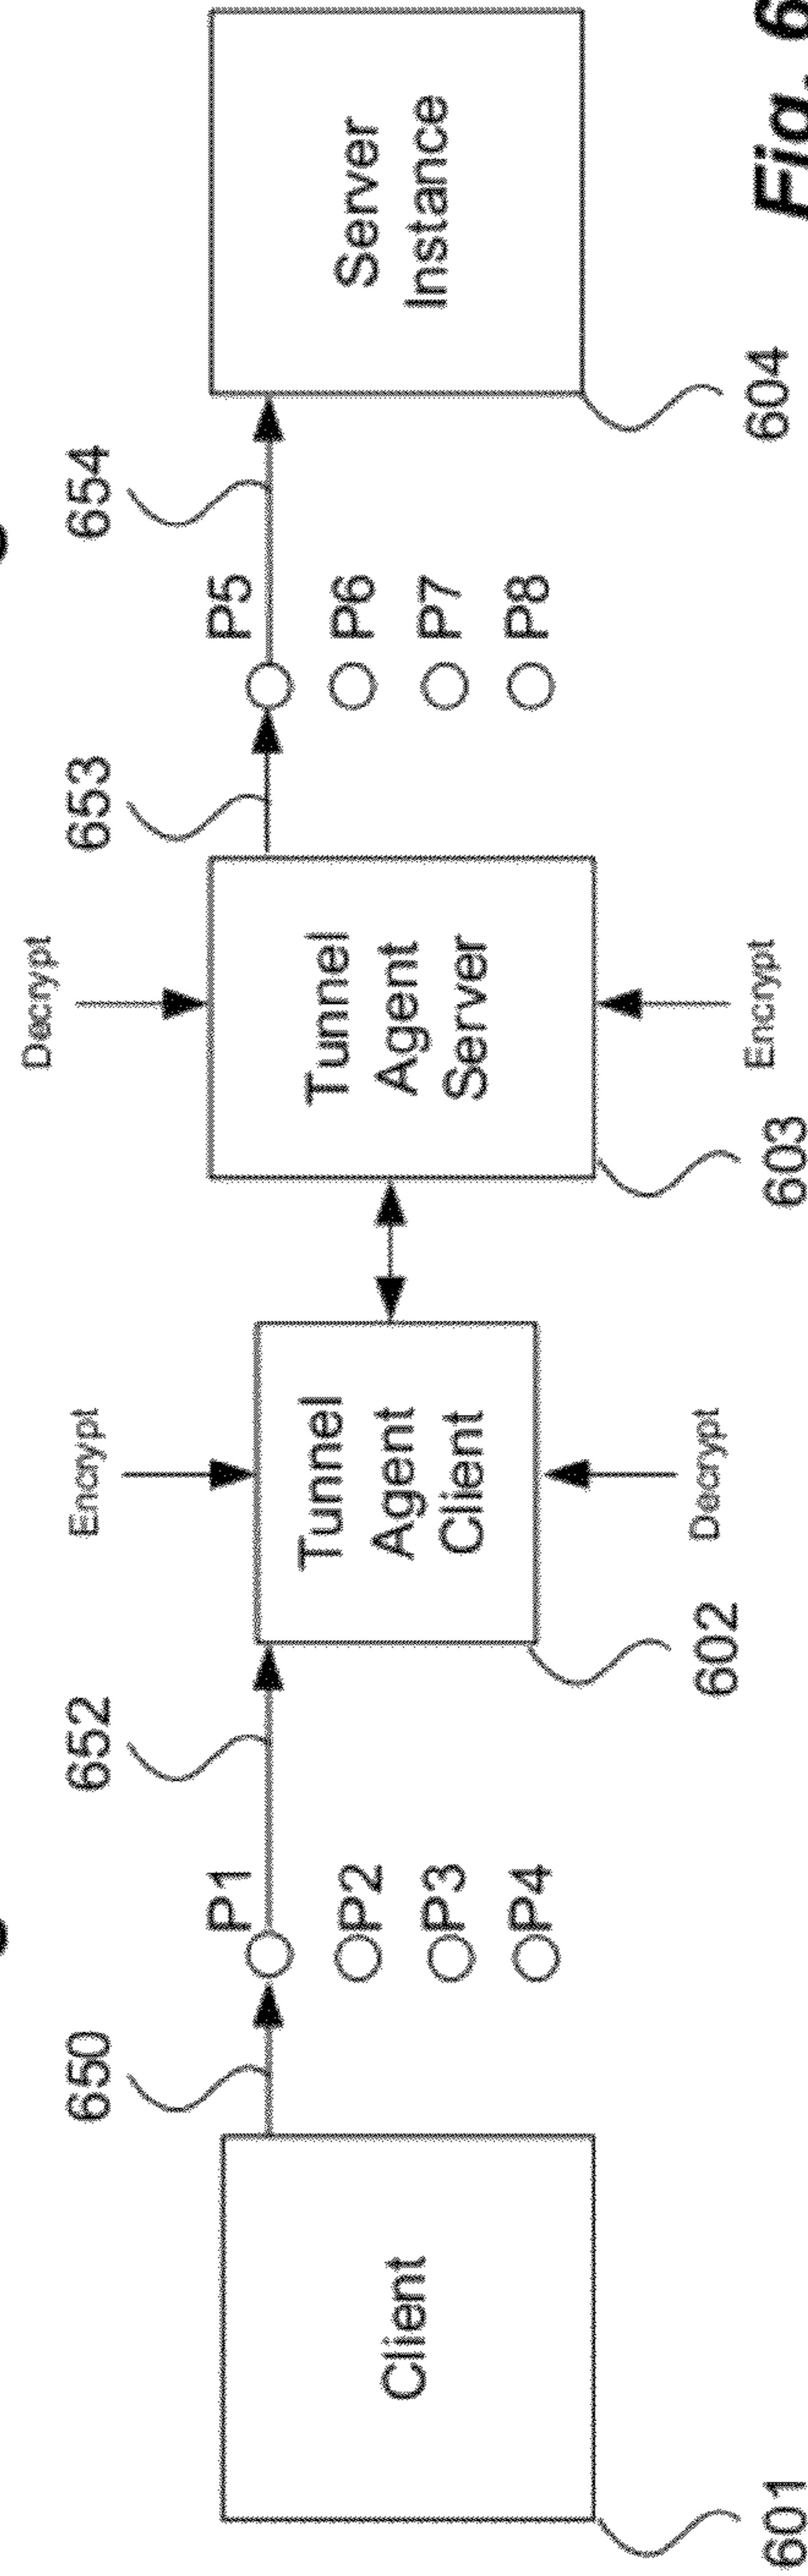 650
652
653
654
Encrypt
Decrypt
P1
P2
P3
P4
P5
P6
P7
P8
Client
Tunnel
Agent
Client
Tunnel
Agent
Server
Server
Instance
Decrypt
Encrypt
601
602
603
604
Fig. 6